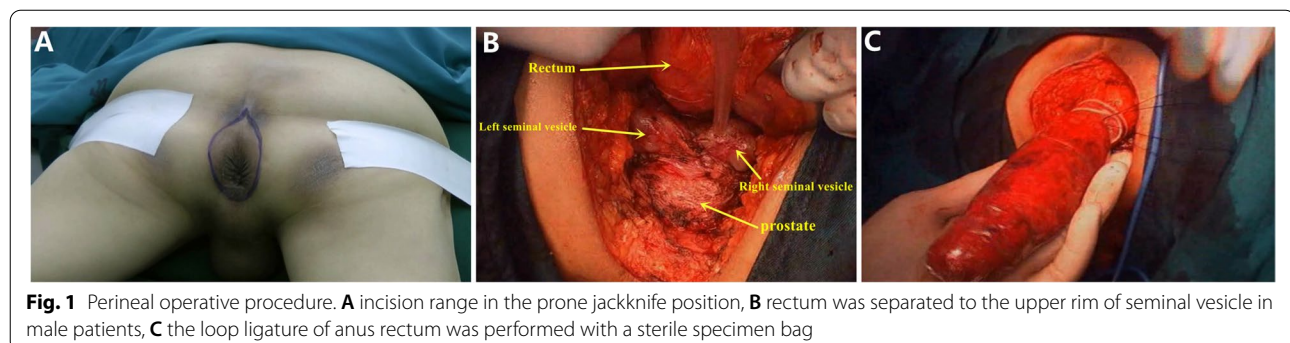 A
B
C
Rectum
Left seminal vesicle
Right seminal vesicle
prostate
Fig. 1 Perineal operative procedure. A incision range in the prone jackknife position, B rectum was separated to the upper rim of seminal vesicle in
male patients, C the loop ligature of anus rectum was performed with a sterile specimen bag